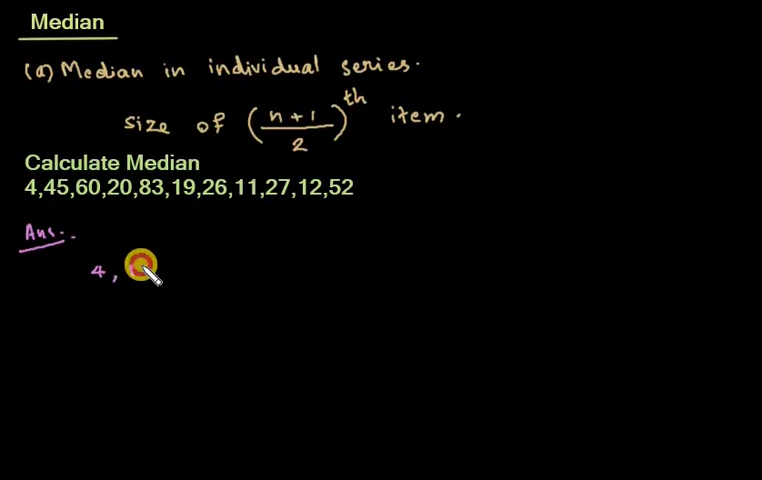 Median
(a) Median in individual series.
size of (n+1/2)th item.
Calculate Median
4,45,60,20,83,19,26,11,27,12,52
Ans:.
4,